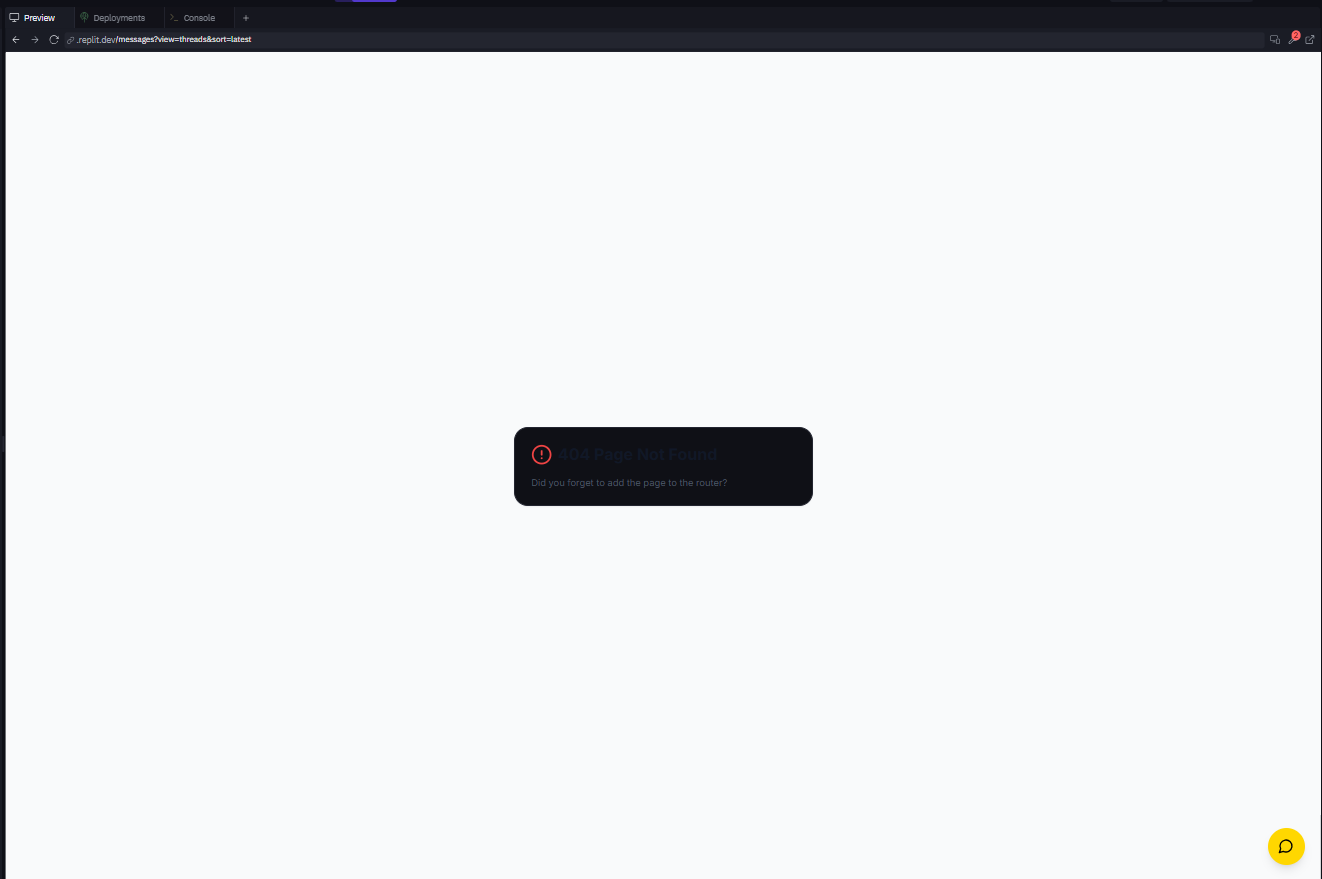 Preview
Deployments
Console
.replit.dev/messages?view=threads&sort=latest
2
404 Page Not Found
Did you forget to add the page to the router?